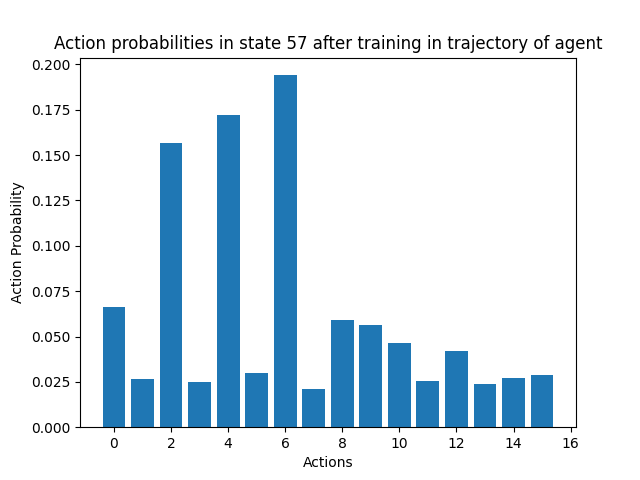 Action probabilities in state 57 after training in trajectory of agent
0.200
0.175
0.150
0.125
0.100
0.075
0.050
0.025
0.000
Action Probability
0 2 4 6 8 10 12 14 16
Actions